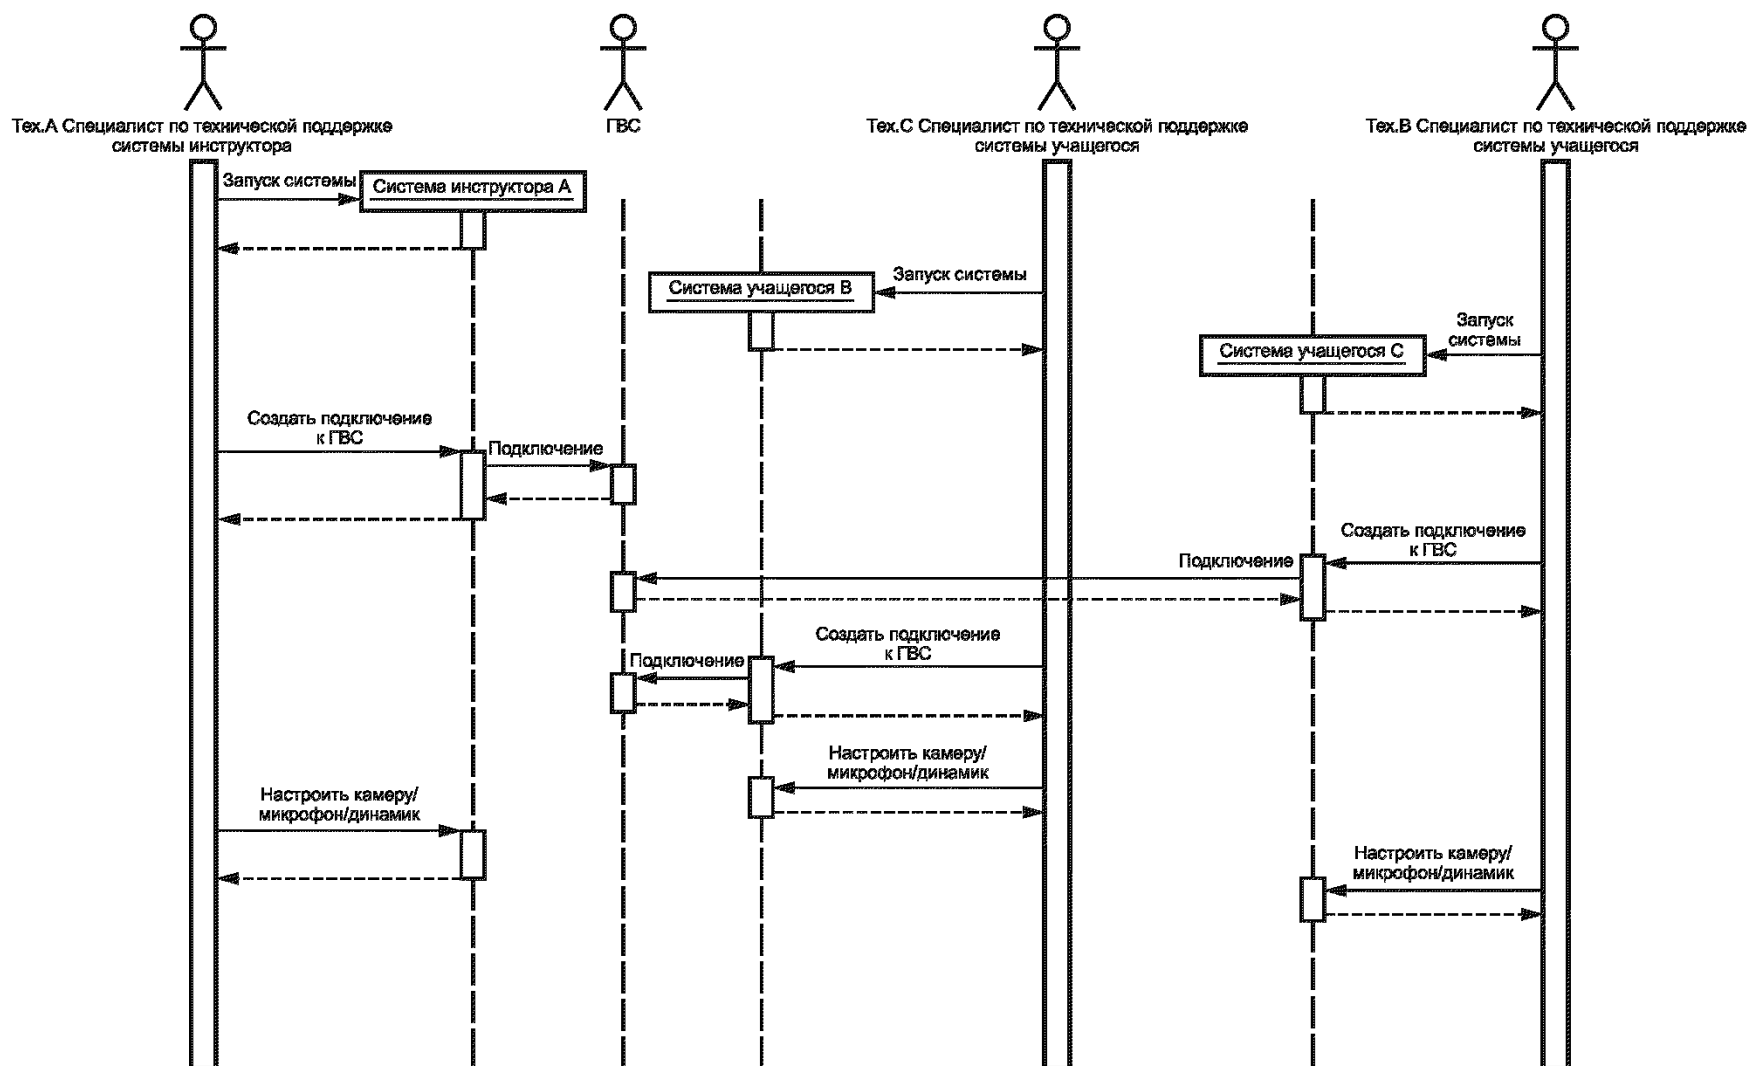 Тех.А Специалист по технической поддержке
системы инструктора
ГВС
Тех.С Специалист по технической поддержке
системы учащегося
Тех.В Специалист по технической поддержке
системы учащегося
Запуск системы
Система инструктора А
Запуск системы
Система учащегося В
Запуск
системы
Система учащегося С
Создать подключение
к ГВС
Подключение
Создать подключение
к ГВС
Подключение
Создать подключение
к ГВС
Подключение
Настроить камеру/
микрофон/динамик
Настроить камеру/
микрофон/динамик
Настроить камеру/
микрофон/динамик